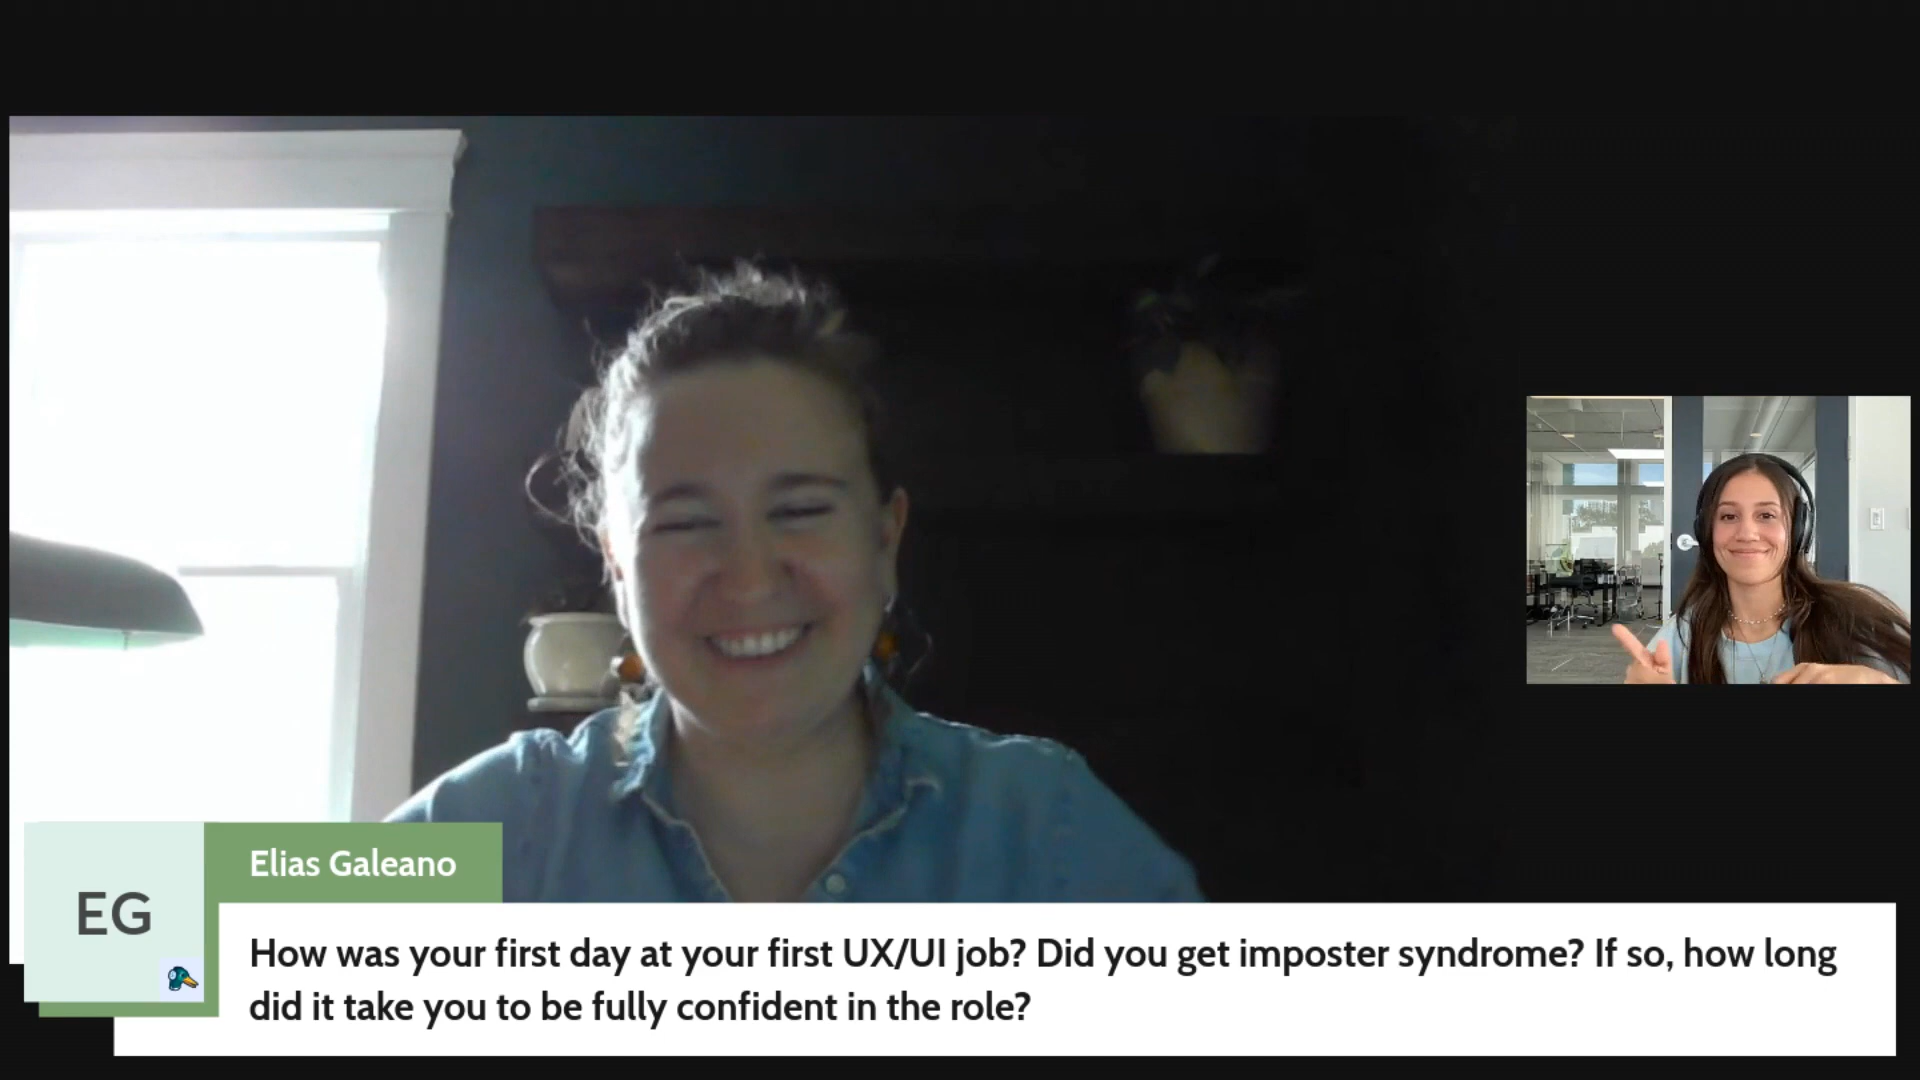 Elias Galeano
EG
How was your first day at your first UX/UI job? Did you get imposter syndrome? If so, how long
did it take you to be fully confident in the role?